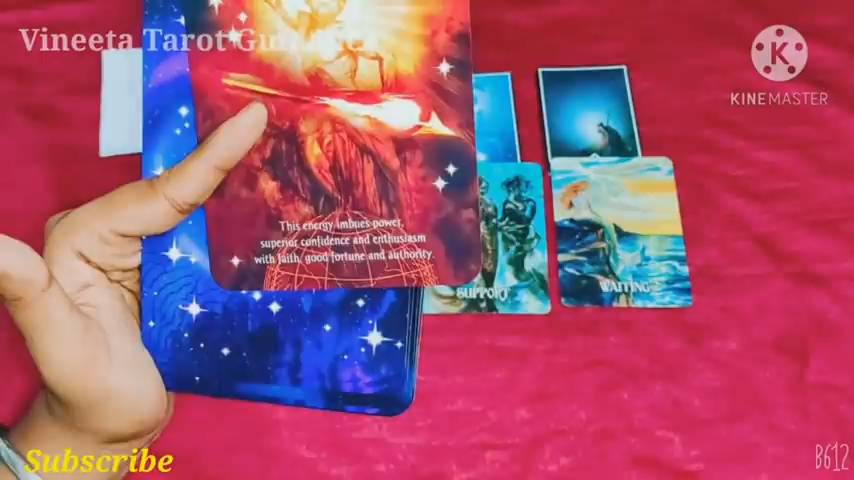 Vineeta Tarot
KINEMASTER
This energy imbues power,
superior confidence and enthusiasm
with faith, good fortune and authority.
SUPPORT
WAITING
Subscribe
B612